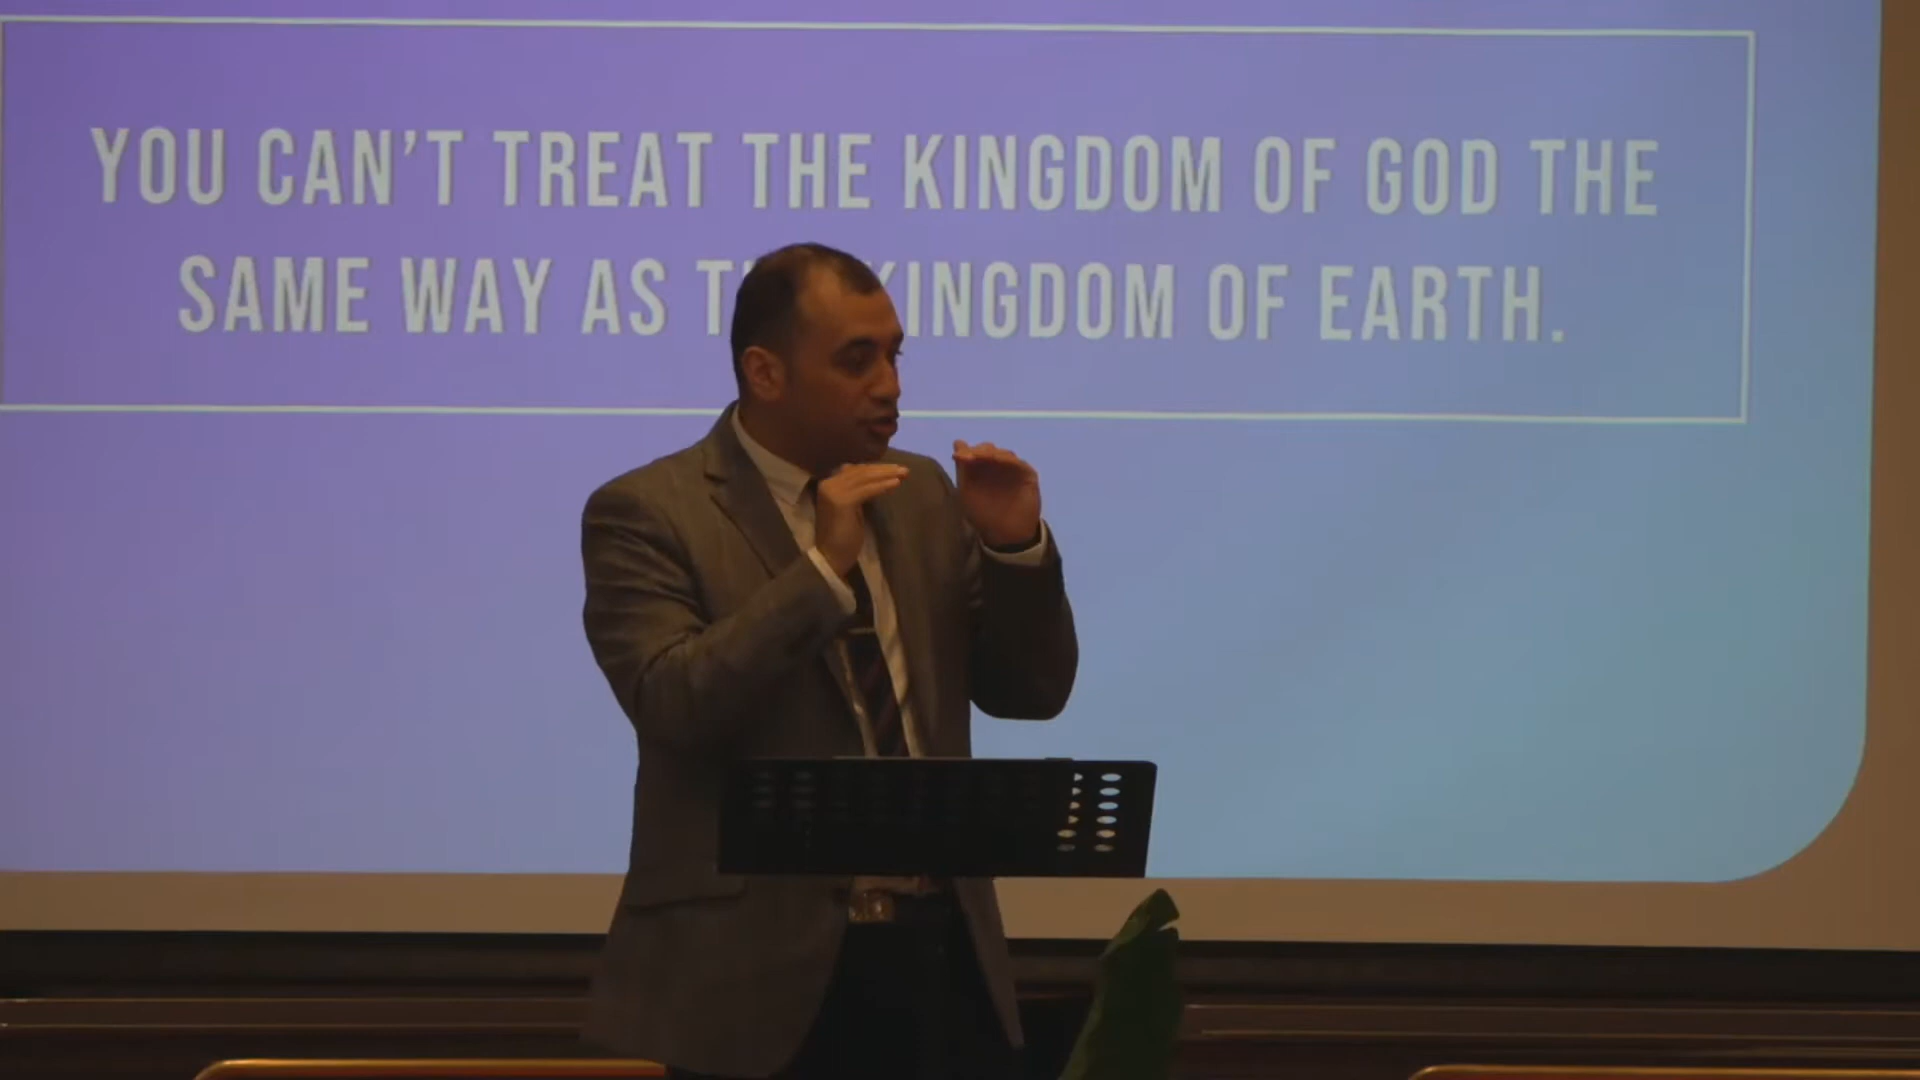 YOU CAN'T TREAT THE KINGDOM OF GOD THE
SAME WAY AS KINGDOM OF EARTH.